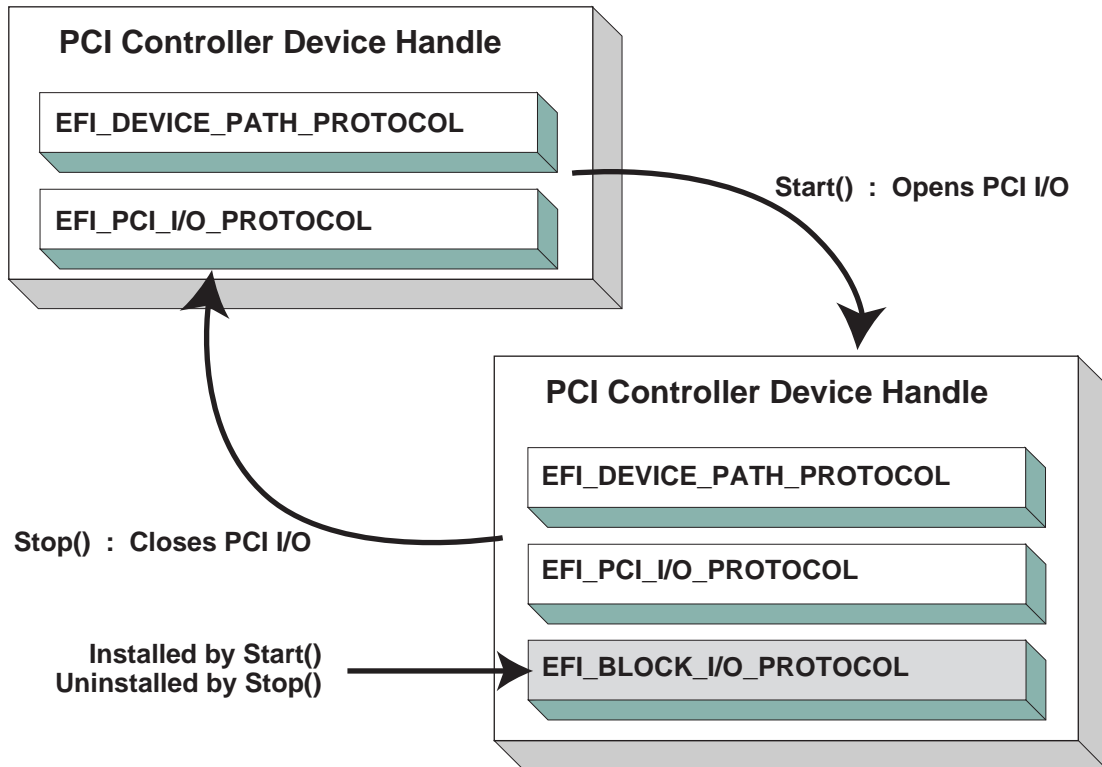 PCI Controller Device Handle
EFI_DEVICE_PATH_PROTOCOL
EFI_PCI_I/O_PROTOCOL
Start() : Opens PCI I/O
PCI Controller Device Handle
EFI_DEVICE_PATH_PROTOCOL
Stop() : Closes PCI I/O
EFI_PCI_I/O_PROTOCOL
Installed by Start()
Uninstalled by Stop()
EFI_BLOCK_I/O_PROTOCOL